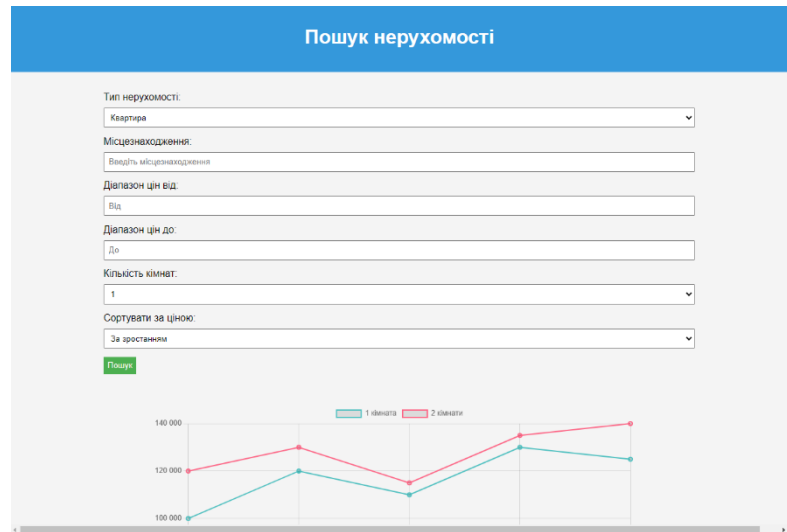 Пошук нерухомості
Тип нерухомості:
Квартира
Місцезнаходження:
Введіть місцезнаходження
Діапазон цін від:
Від
Діапазон цін до:
До
Кількість кімнат:
1
Сортувати за ціною:
За зростанням
Пошук
1 кімната 2 кімнати
140 000
120 000
100 000